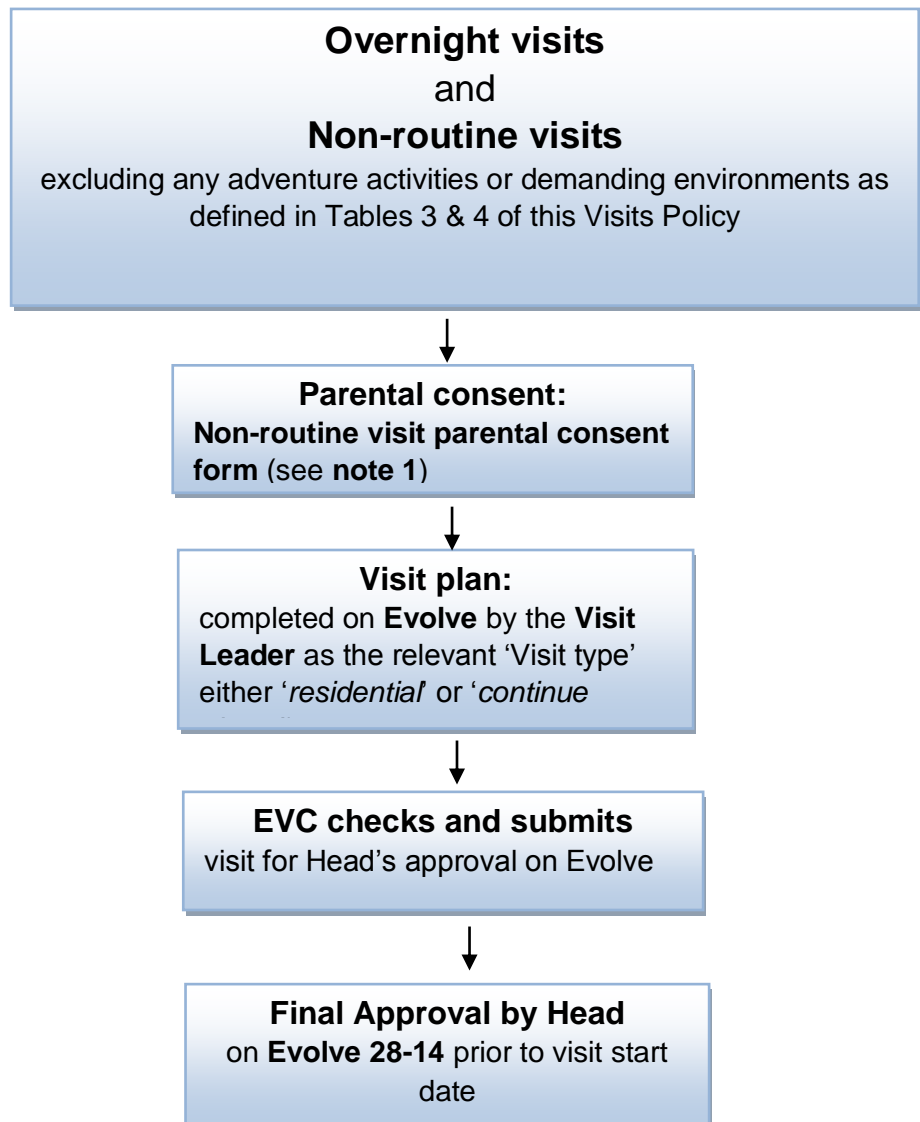 Overnight visits
and
Non-routine visits
excluding any adventure activities or demanding environments as
defined in Tables 3 & 4 of this Visits Policy
Parental consent:
Non-routine visit parental consent
form (see note 1)
Visit plan:
completed on Evolve by the Visit
Leader as the relevant ‘Visit type’
either ‘residential’ or ‘continue
EVC checks and submits
visit for Head’s approval on Evolve
Final Approval by Head
on Evolve 28-14 prior to visit start
date